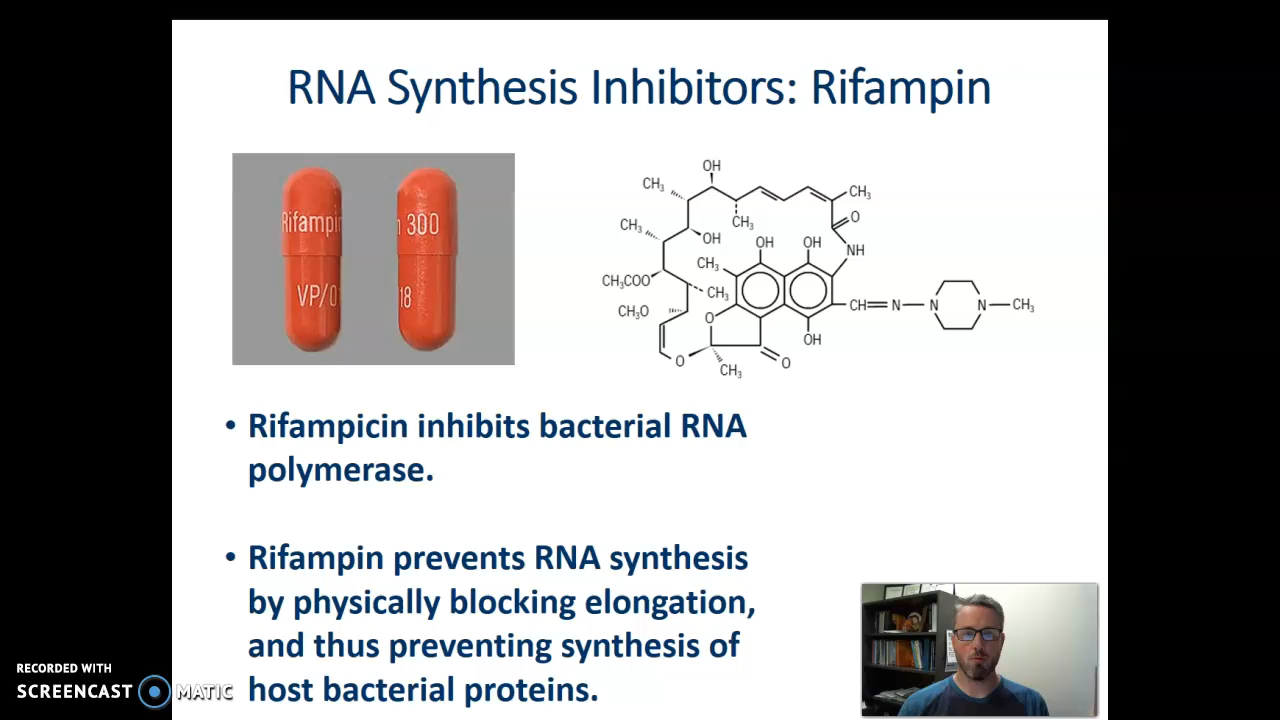 RNA Synthesis Inhibitors: Rifampin
Rifampin
n 300
VP/0
18
OH
CH₃
CH₃
CH₃
O
CH₃
OH
OH
OH
NH
CH₃
CH₃COO
CH₃
CH₃O
O
CH=N
N
N
CH₃
OH
O
O
CH₃
• Rifampicin inhibits bacterial RNA
polymerase.
• Rifampin prevents RNA synthesis
by physically blocking elongation,
and thus preventing synthesis of
host bacterial proteins.
RECORDED WITH
SCREENCAST MATIC